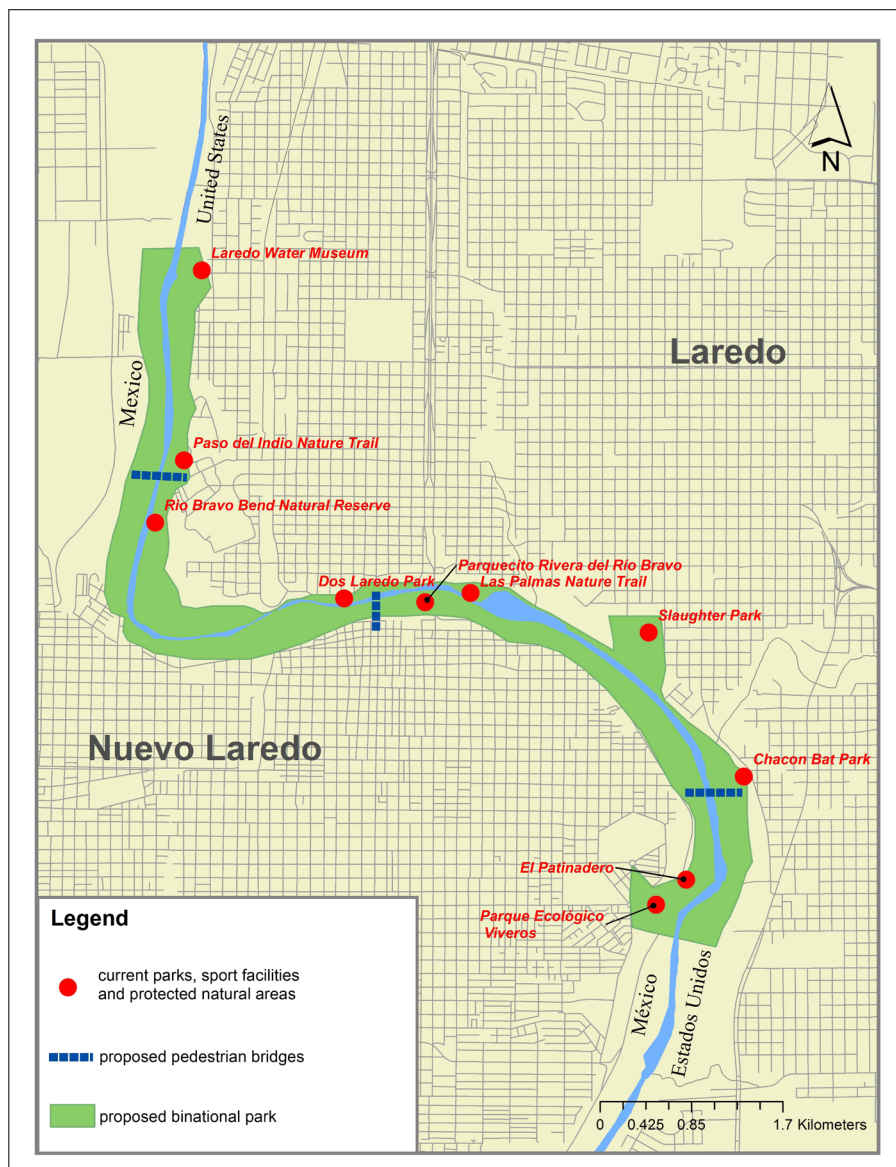 N
United States
Laredo Water Museum
Laredo
Mexico
Paso del Indio Nature Trail
Rio Bravo Bend Natural Reserve
Parquecito Rivera del Río Bravo
Dos Laredo Park
Las Palmas Nature Trail
Slaughter Park
Nuevo Laredo
Chacon Bat Park
El Patinadero
Parque Ecológico
Viveros
México
Estados Unidos
Legend
current parks, sport facilities
and protected natural areas
proposed pedestrian bridges
proposed binational park
0 0.425 0.85 1.7 Kilometers